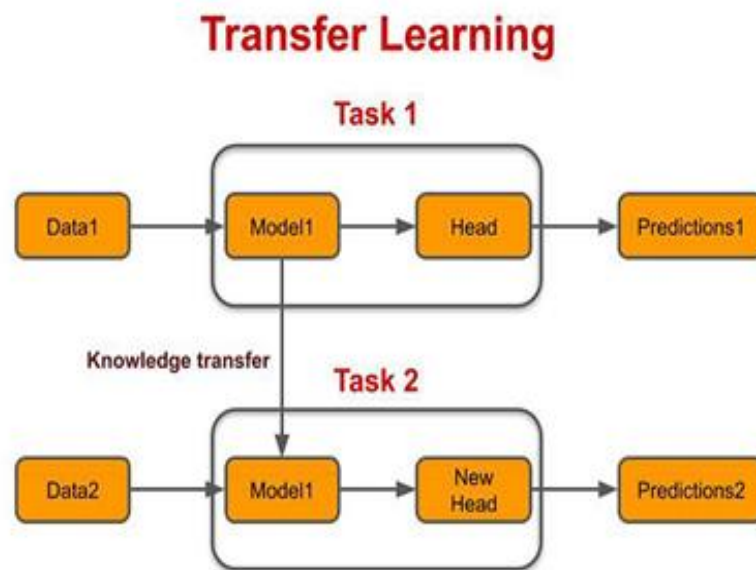 Transfer Learning
Task 1
Data1
Model1
Head
Predictions1
Knowledge transfer
Task 2
Data2
Model1
New
Head
Predictions2